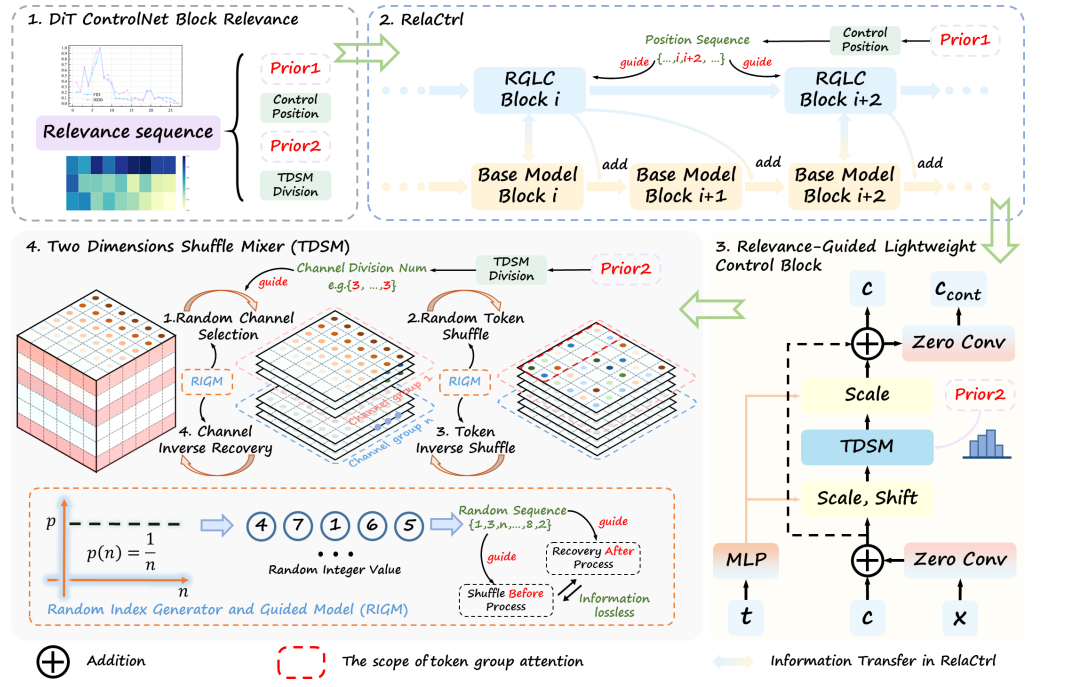 1. DiT ControlNet Block Relevance
FID
HDD
Relevance sequence
Prior1
Control
Position
Prior2
TDSM
Division
2. RelaCtrl
Position Sequence
{...,i,i+2, ...}
Control
Position
Prior1
guide
guide
RGLC
Block i
RGLC
Block i+2
add
add
add
Base Model
Block i
Base Model
Block i+1
Base Model
Block i+2
3. Relevance-Guided Lightweight
Control Block
c
c_cont
Zero Conv
Scale
Prior2
TDSM
Scale, Shift
MLP
Zero Conv
t
c
x
4. Two Dimensions Shuffle Mixer (TDSM)
Channel Division Num
e.g.{3, ...,3}
TDSM
Division
Prior2
guide
1.Random Channel
Selection
2.Random Token
Shuffle
RIGM
RIGM
Channel group 1
Channel group n
4. Channel
Inverse Recovery
3. Token
Inverse Shuffle
p
p(n) = 1/n
n
4 7 1 6 5
Random Integer Value
Random Sequence
{1,3,n,...,8,2}
guide
guide
Recovery After
Process
Shuffle Before
Process
Information
lossless
Random Index Generator and Guided Model (RIGM)
Addition
The scope of token group attention
Information Transfer in RelaCtrl